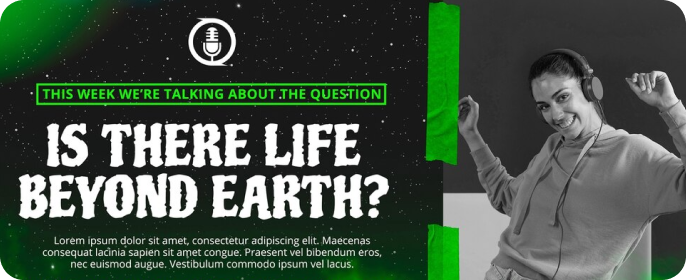 THIS WEEK WE'RE TALKING ABOUT THE QUESTION
IS THERE LIFE
BEYOND EARTH?
Lorem ipsum dolor sit amet, consectetur adipiscing elit. Maecenas
consequat lacinia sapien sit amet congue. Praesent vel bibendum eros,
nec euismod augue. Vestibulum commodo ipsum vel lacus.